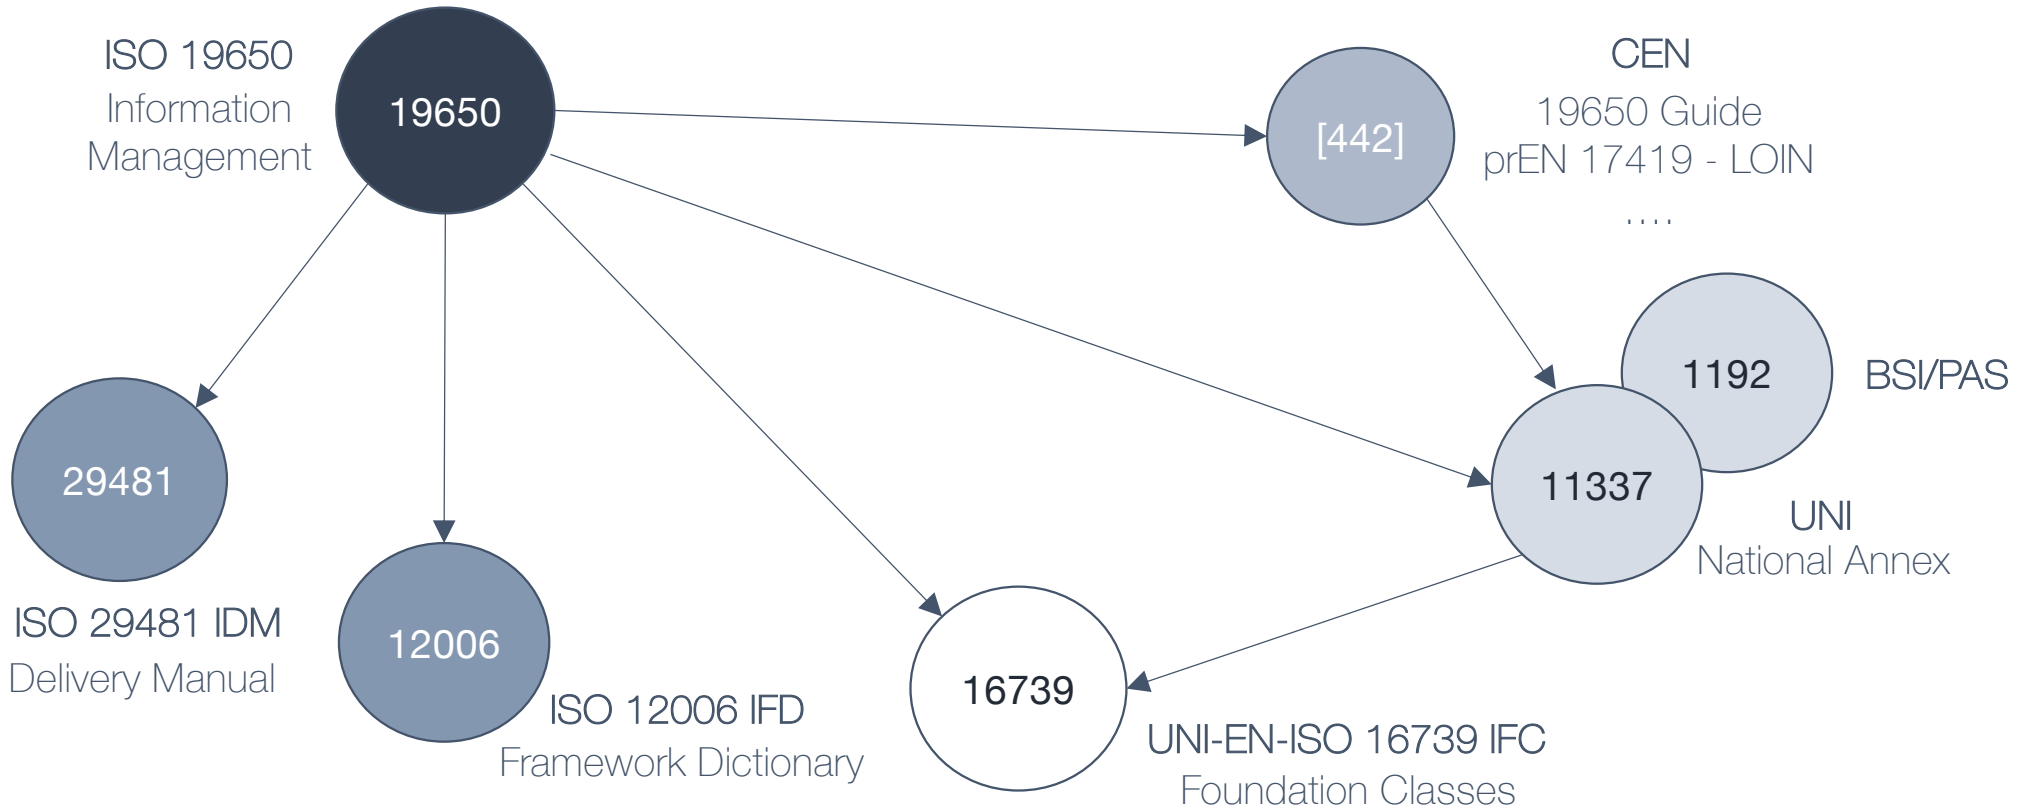 ISO 19650
Information
Management
19650
[442]
CEN
19650 Guide
prEN 17419 - LOIN
....
1192
BSI/PAS
11337
UNI
National Annex
29481
ISO 29481 IDM
Delivery Manual
12006
ISO 12006 IFD
Framework Dictionary
16739
UNI-EN-ISO 16739 IFC
Foundation Classes